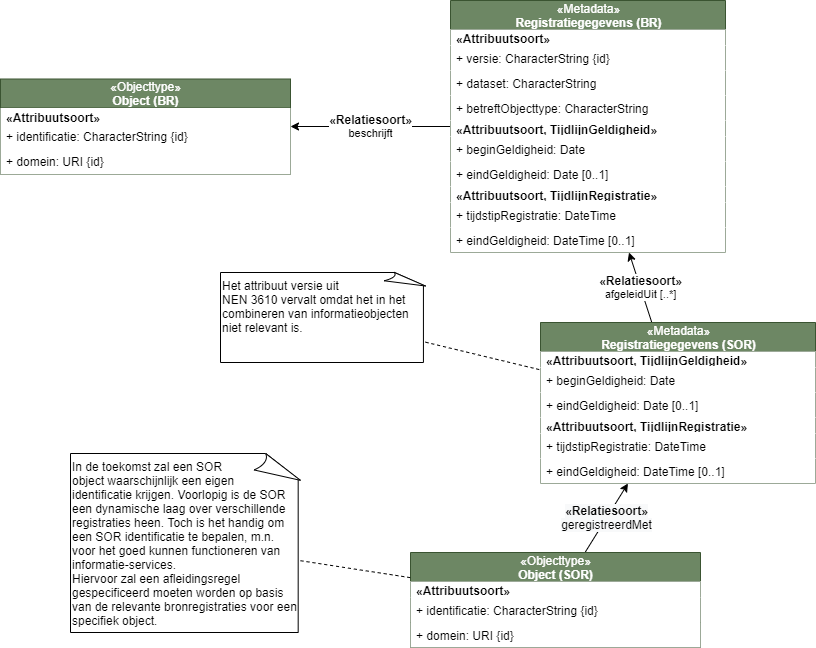 «Metadata»
Registratiegegevens (BR)
«Attribuutsoort»
+ versie: CharacterString {id}
+ dataset: CharacterString
+ betreftObjecttype: CharacterString
«Attribuutsoort, TijdlijnGeldigheid»
+ beginGeldigheid: Date
+ eindGeldigheid: Date [0..1]
«Attribuutsoort, TijdlijnRegistratie»
+ tijdstipRegistratie: DateTime
+ eindGeldigheid: DateTime [0..1]
«Objecttype»
Object (BR)
«Attribuutsoort»
+ identificatie: CharacterString {id}
+ domein: URI {id}
«Relatiesoort»
beschrijft
«Relatiesoort»
afgeleidUit [..*]
Het attribuut versie uit
NEN 3610 vervalt omdat het in het
combineren van informatieobjecten
niet relevant is.
«Metadata»
Registratiegegevens (SOR)
«Attribuutsoort, TijdlijnGeldigheid»
+ beginGeldigheid: Date
+ eindGeldigheid: Date [0..1]
«Attribuutsoort, TijdlijnRegistratie»
+ tijdstipRegistratie: DateTime
+ eindGeldigheid: DateTime [0..1]
«Relatiesoort»
geregistreerdMet
In de toekomst zal een SOR
object waarschijnlijk een eigen
identificatie krijgen. Voorlopig is de SOR
een dynamische laag over verschillende
registraties heen. Toch is het handig om
een SOR identificatie te bepalen, m.n.
voor het goed kunnen functioneren van
informatie-services.
Hiervoor zal een afleidingsregel
gespecificeerd moeten worden op basis
van de relevante bronregistraties voor een
specifiek object.
«Objecttype»
Object (SOR)
«Attribuutsoort»
+ identificatie: CharacterString {id}
+ domein: URI {id}